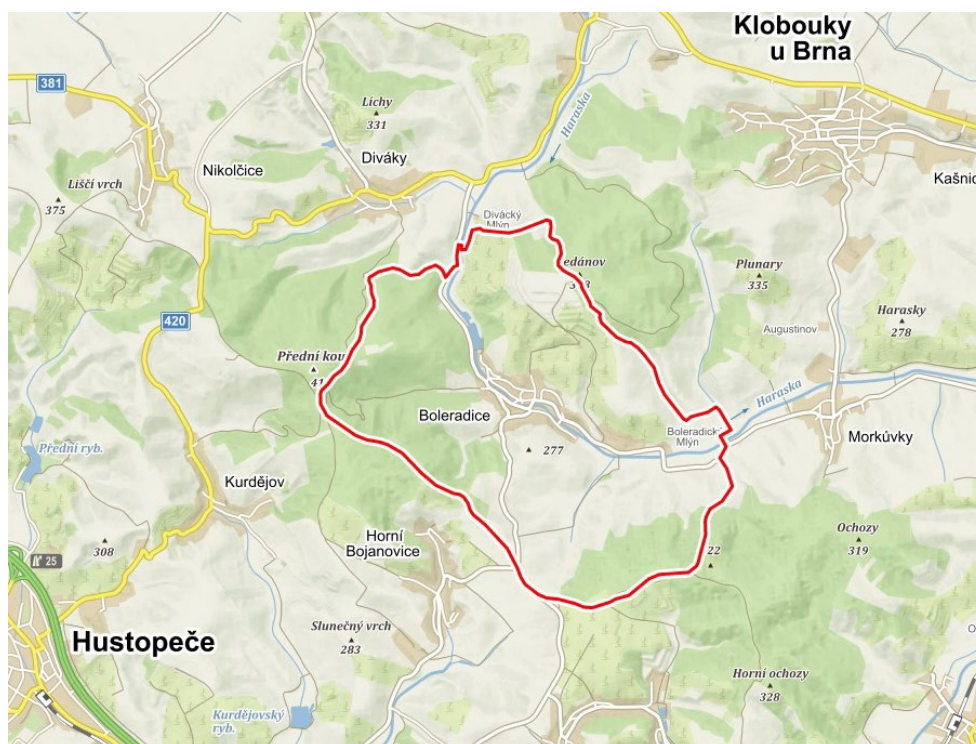 Klobouky
u Brna
381
Haraska
Lichy
331
Diváky
Nikolčice
Kašnic
Liščí vrch
375
Divácký
Mlýn
edánov
Plunary
335
Harasky
278
420
Augustinov
Přední kou
41
Haraska
Boleradice
Boleradický
Mlýn
Morkůvky
277
Přední ryb.
Kurdějov
Horní
Bojanovice
Ochozy
319
308
25
22
Slunečný vrch
283
Hustopeče
Horní ochozy
328
Kurdějovský
ryb.